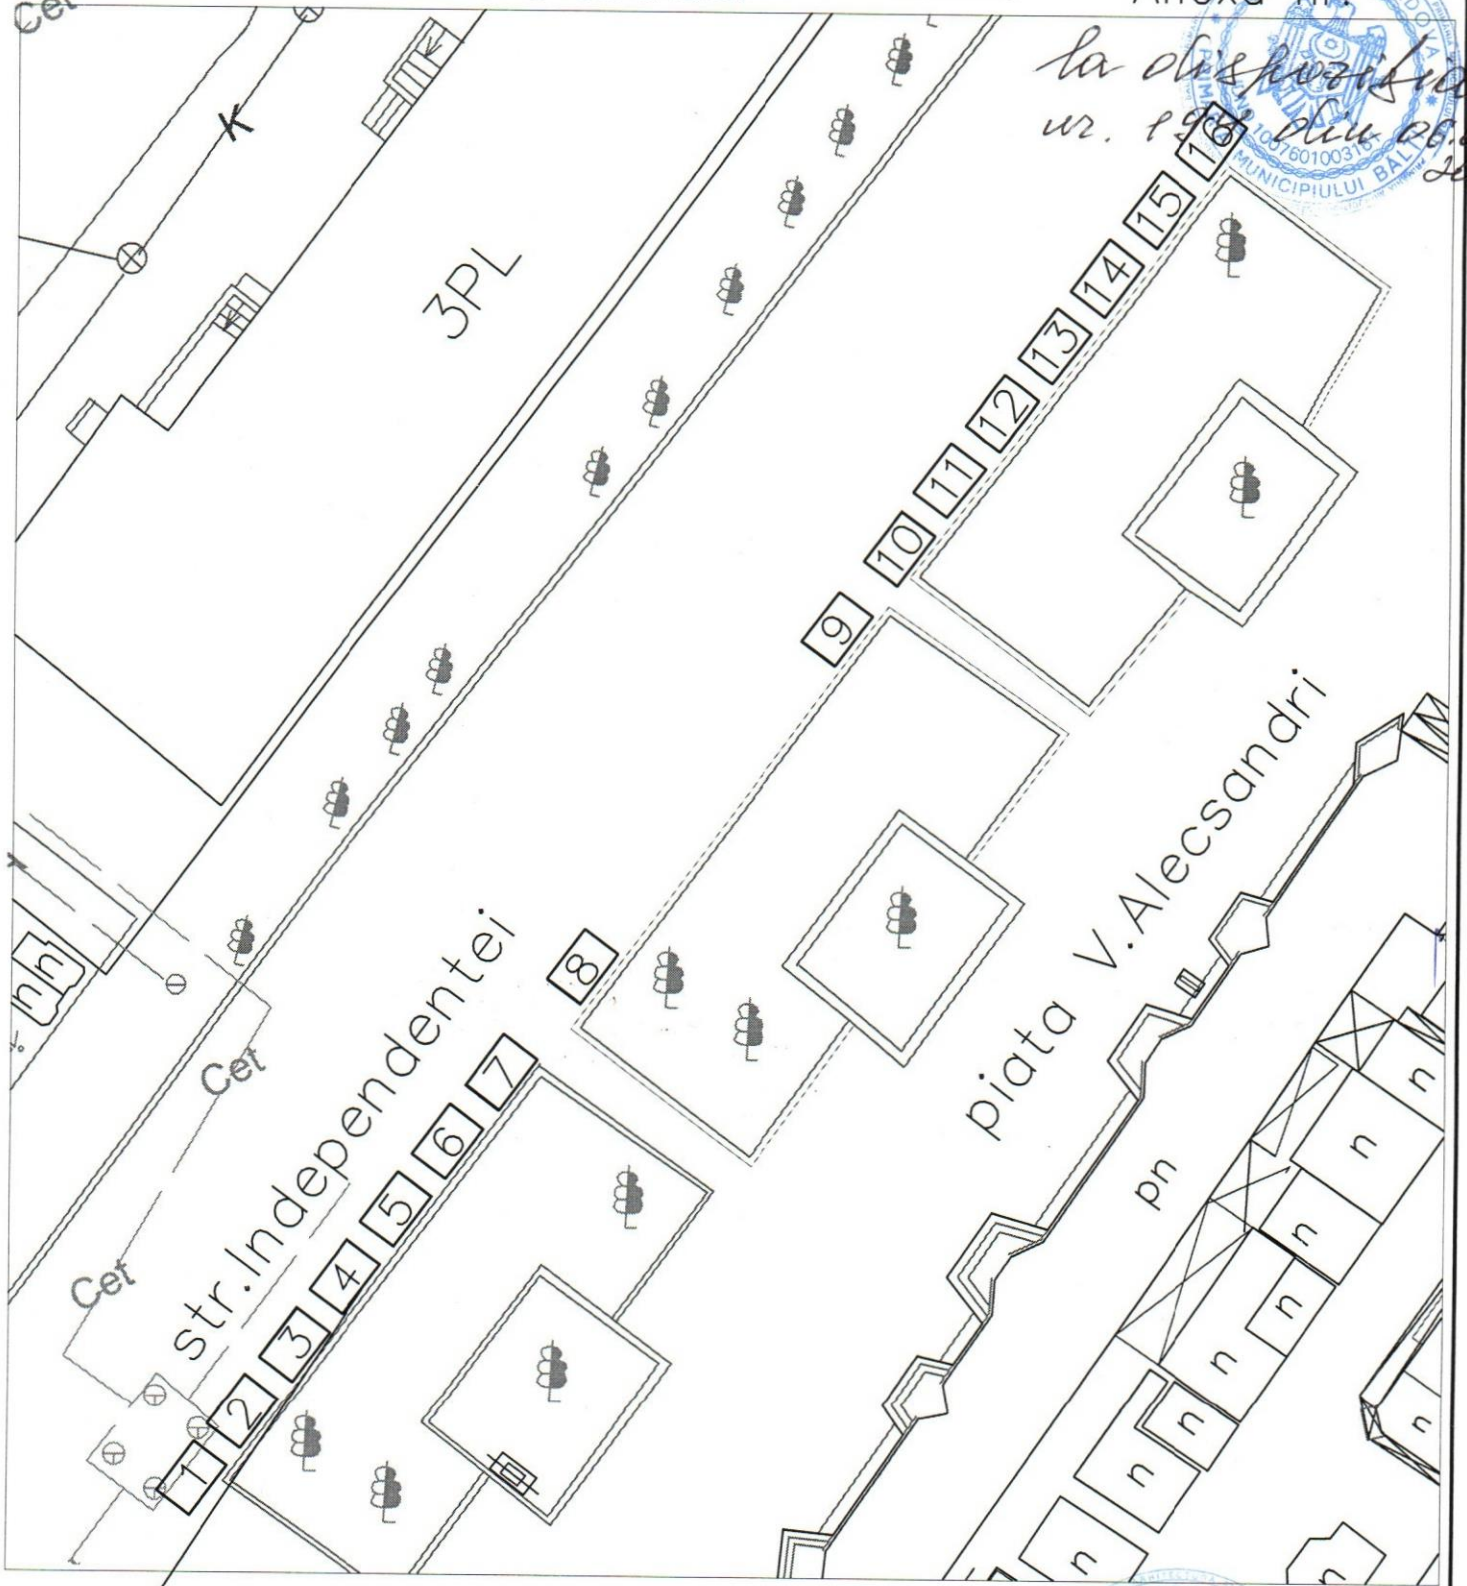 Cet
Anexa nr.
la dispoziția
nr. din 06.
PRIMĂRIA MUNICIPIULUI BĂLȚI
K
3PL
16
15
14
13
12
11
10
9
8
7
6
5
4
3
2
1
str.Independentei
piata V.Alecsandri
Cet
Cet
pn
n
n
n
n
n
n
n
n
n
n
n
n